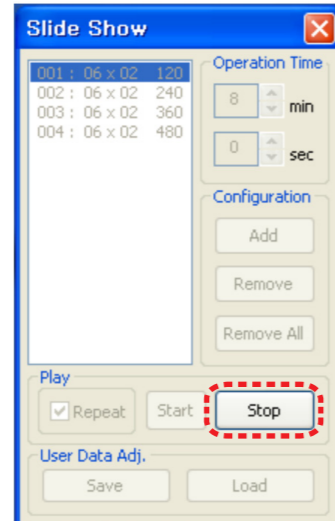 Slide Show
001 : 06 x 02 120
002 : 06 x 02 240
003 : 06 x 02 360
004 : 06 x 02 480
Operation Time
8 min
0 sec
Configuration
Add
Remove
Remove All
Play
Repeat Start Stop
User Data Adj.
Save Load